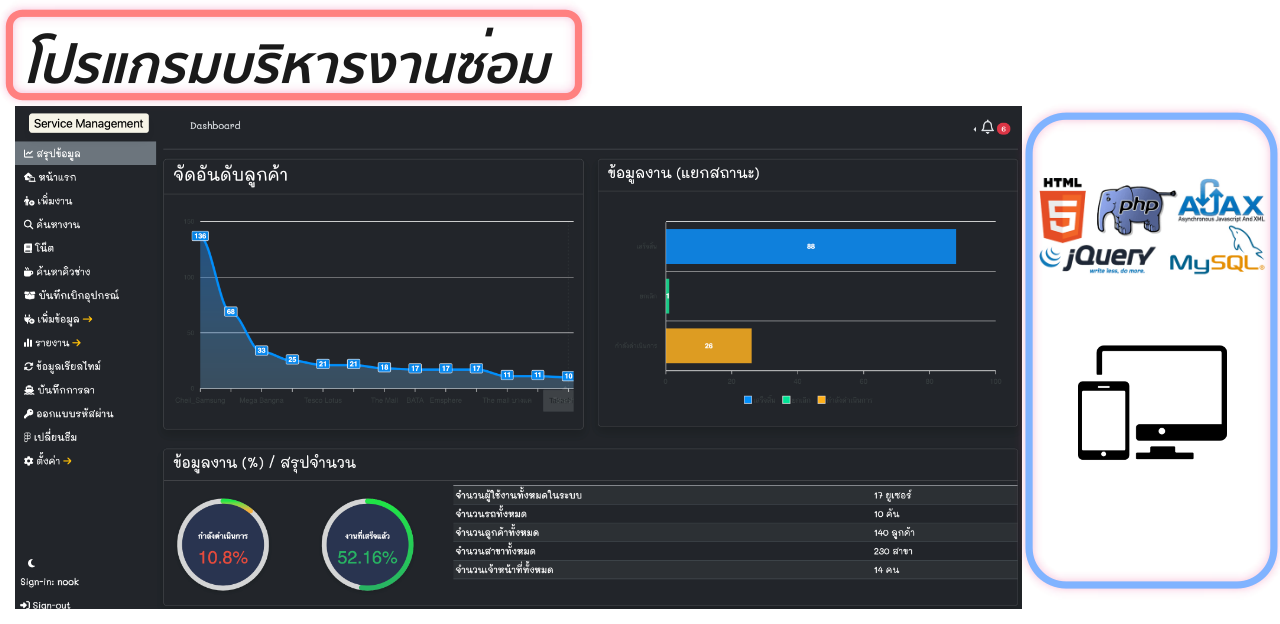 โปรแกรมบริหารงานซ่อม
Service Management
Dashboard
6
สรุปข้อมูล
หน้าแรก
เพิ่มงาน
ค้นหางาน
โน๊ต
ค้นหาคิวช่าง
บันทึกเบิกอุปกรณ์
เพิ่มข้อมูล
รายงาน
ข้อมูลเรียลไทม์
บันทึกการลา
ออกแบบรหัสผ่าน
เปลี่ยนธีม
ตั้งค่า
Sign-in: nook
Sign-out
จัดอันดับลูกค้า
136
68
33
25
21
21
18
17
17
17
11
11
10
0
ข้อมูลงาน (แยกสถานะ)
88
1
26
กำลังดำเนินการ
0 20 40 60 80 100
ข้อมูลงาน (%) / สรุปจำนวน
กำลังดำเนินการ
10.8%
งานที่เสร็จแล้ว
52.16%
จำนวนผู้ใช้งานทั้งหมดในระบบ 17 ยูเซอร์
จำนวนรถทั้งหมด 10 คัน
จำนวนลูกค้าทั้งหมด 140 ลูกค้า
จำนวนสาขาทั้งหมด 230 สาขา
จำนวนเจ้าหน้าที่ทั้งหมด 14 คน
HTML
5
php
AJAX
Asynchronous Javascript And XML
jQuery
write less, do more.
MySQL